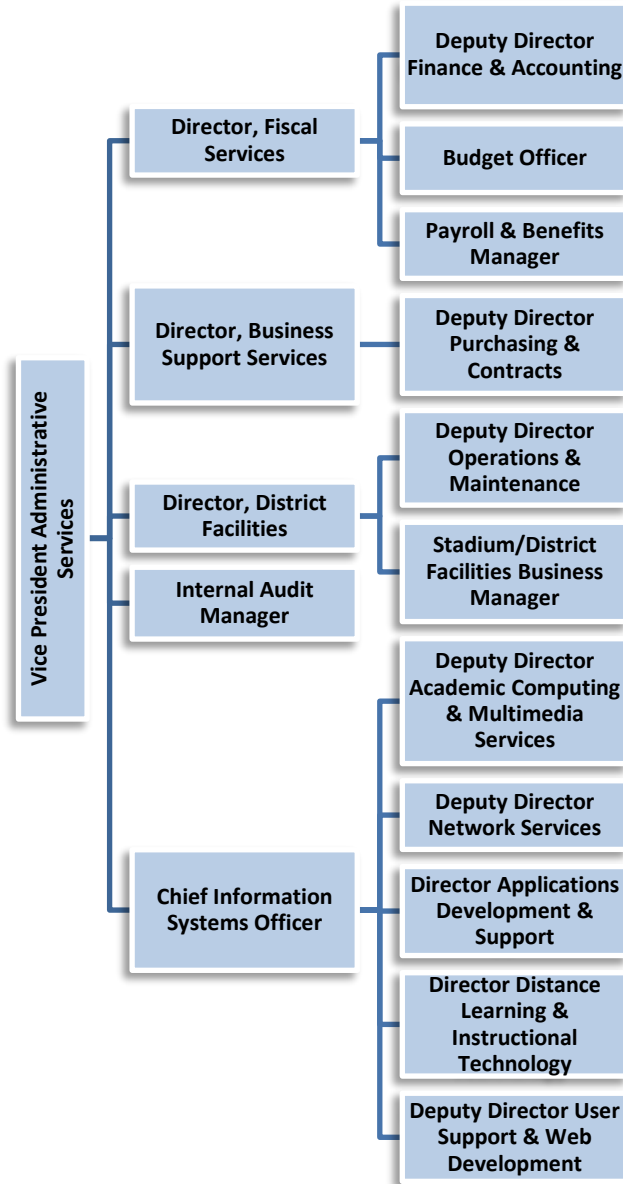 Vice President Administrative
Services
Director, Fiscal
Services
Deputy Director
Finance & Accounting
Budget Officer
Payroll & Benefits
Manager
Director, Business
Support Services
Deputy Director
Purchasing &
Contracts
Director, District
Facilities
Deputy Director
Operations &
Maintenance
Stadium/District
Facilities Business
Manager
Internal Audit
Manager
Chief Information
Systems Officer
Deputy Director
Academic Computing
& Multimedia
Services
Deputy Director
Network Services
Director Applications
Development &
Support
Director Distance
Learning &
Instructional
Technology
Deputy Director User
Support & Web
Development